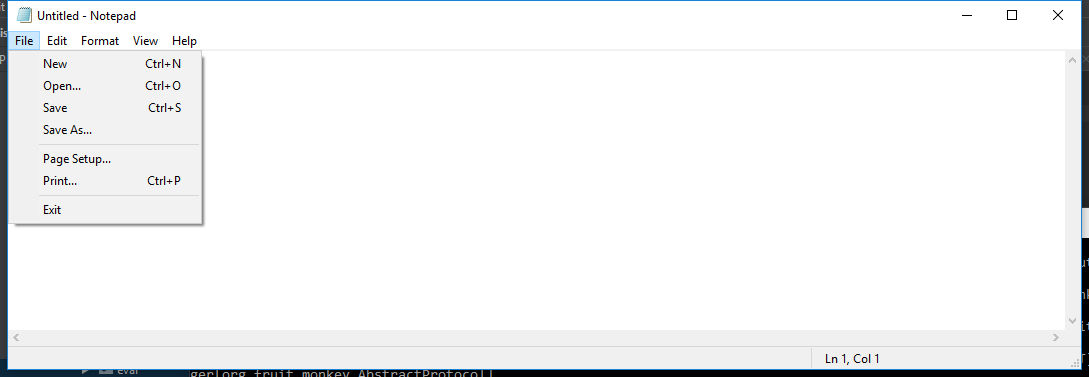 Untitled - Notepad
File Edit Format View Help
New Ctrl+N
Open... Ctrl+O
Save Ctrl+S
Save As...
Page Setup...
Print... Ctrl+P
Exit
Ln 1, Col 1
eval
ger[org.fruit.monkey.AbstractProtocol]